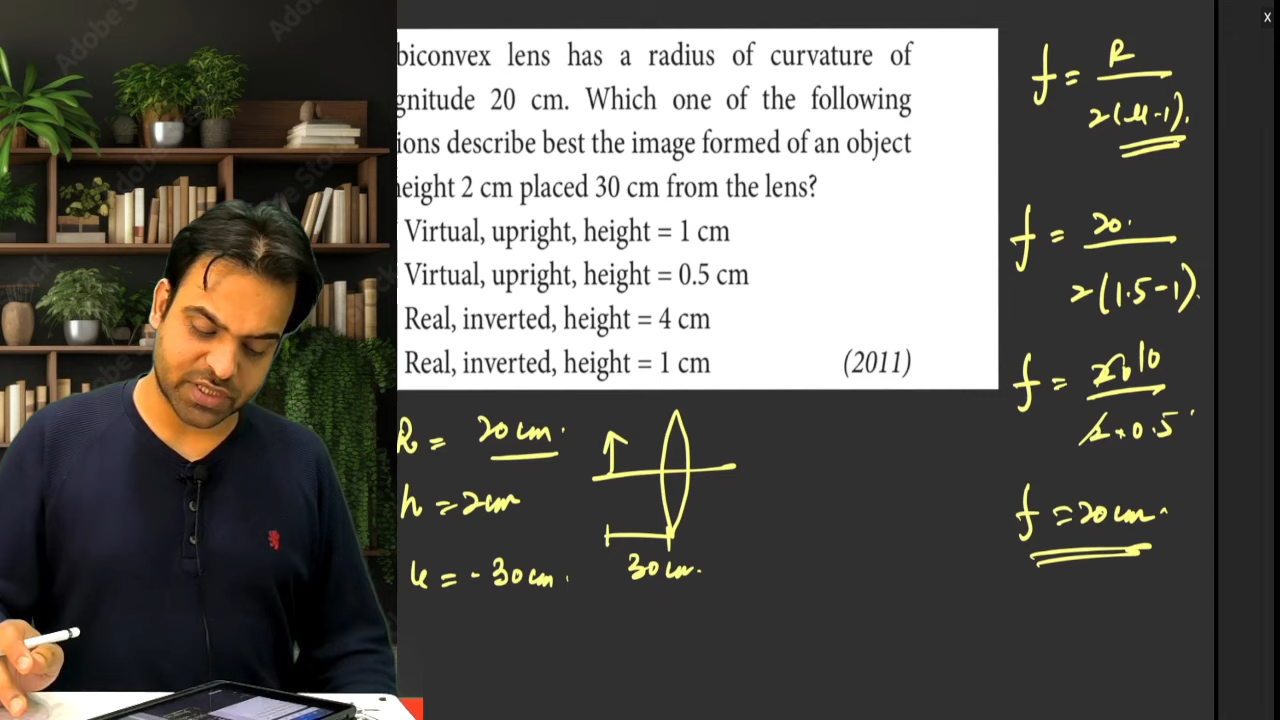 biconvex lens has a radius of curvature of
gnitude 20 cm. Which one of the following
ions describe best the image formed of an object
height 2 cm placed 30 cm from the lens?
Virtual, upright, height = 1 cm
Virtual, upright, height = 0.5 cm
Real, inverted, height = 4 cm
Real, inverted, height = 1 cm (2011)
R = 20 cm.
h = 2 cm
u = - 30 cm.
30 cm.
f = R / 2(μ-1).
f = 20. / 2(1.5-1).
f = 20 10 / 2 × 0.5
f = 20 cm.
x
Adobe Stock